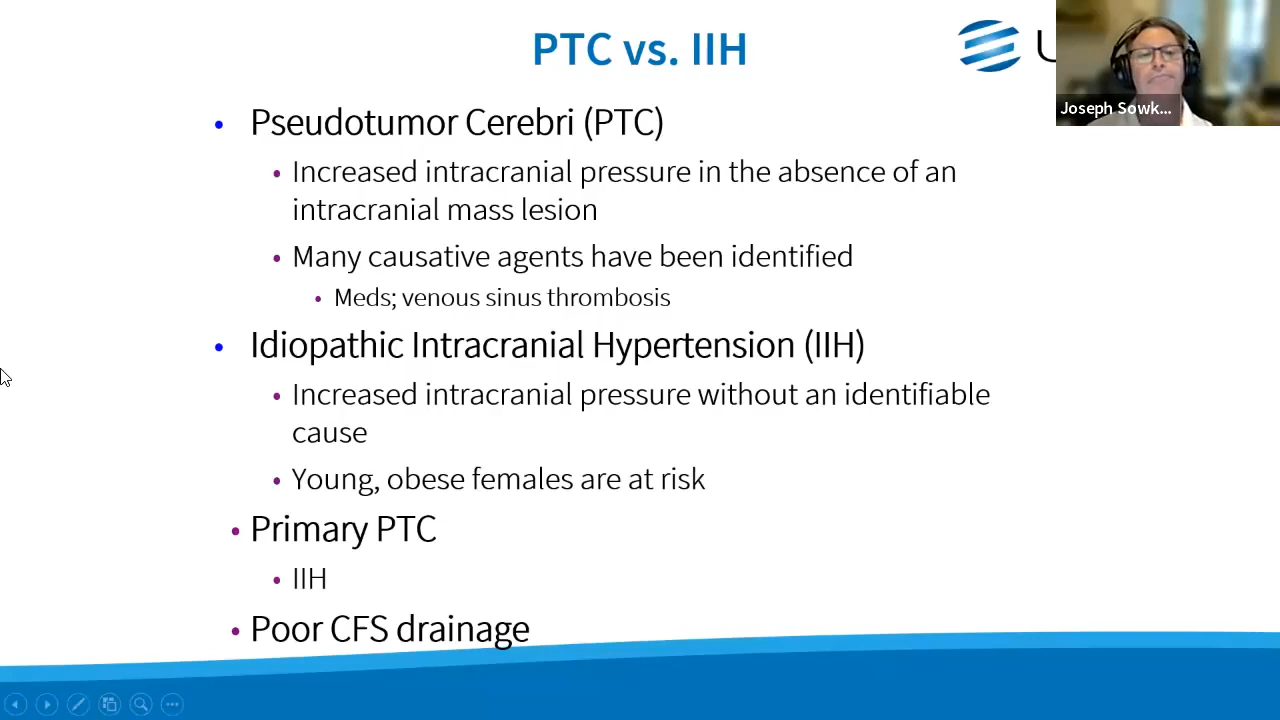 PTC vs. IIH
U
Joseph Sowk...
• Pseudotumor Cerebri (PTC)
• Increased intracranial pressure in the absence of an
intracranial mass lesion
• Many causative agents have been identified
• Meds; venous sinus thrombosis
• Idiopathic Intracranial Hypertension (IIH)
• Increased intracranial pressure without an identifiable
cause
• Young, obese females are at risk
• Primary PTC
• IIH
• Poor CFS drainage